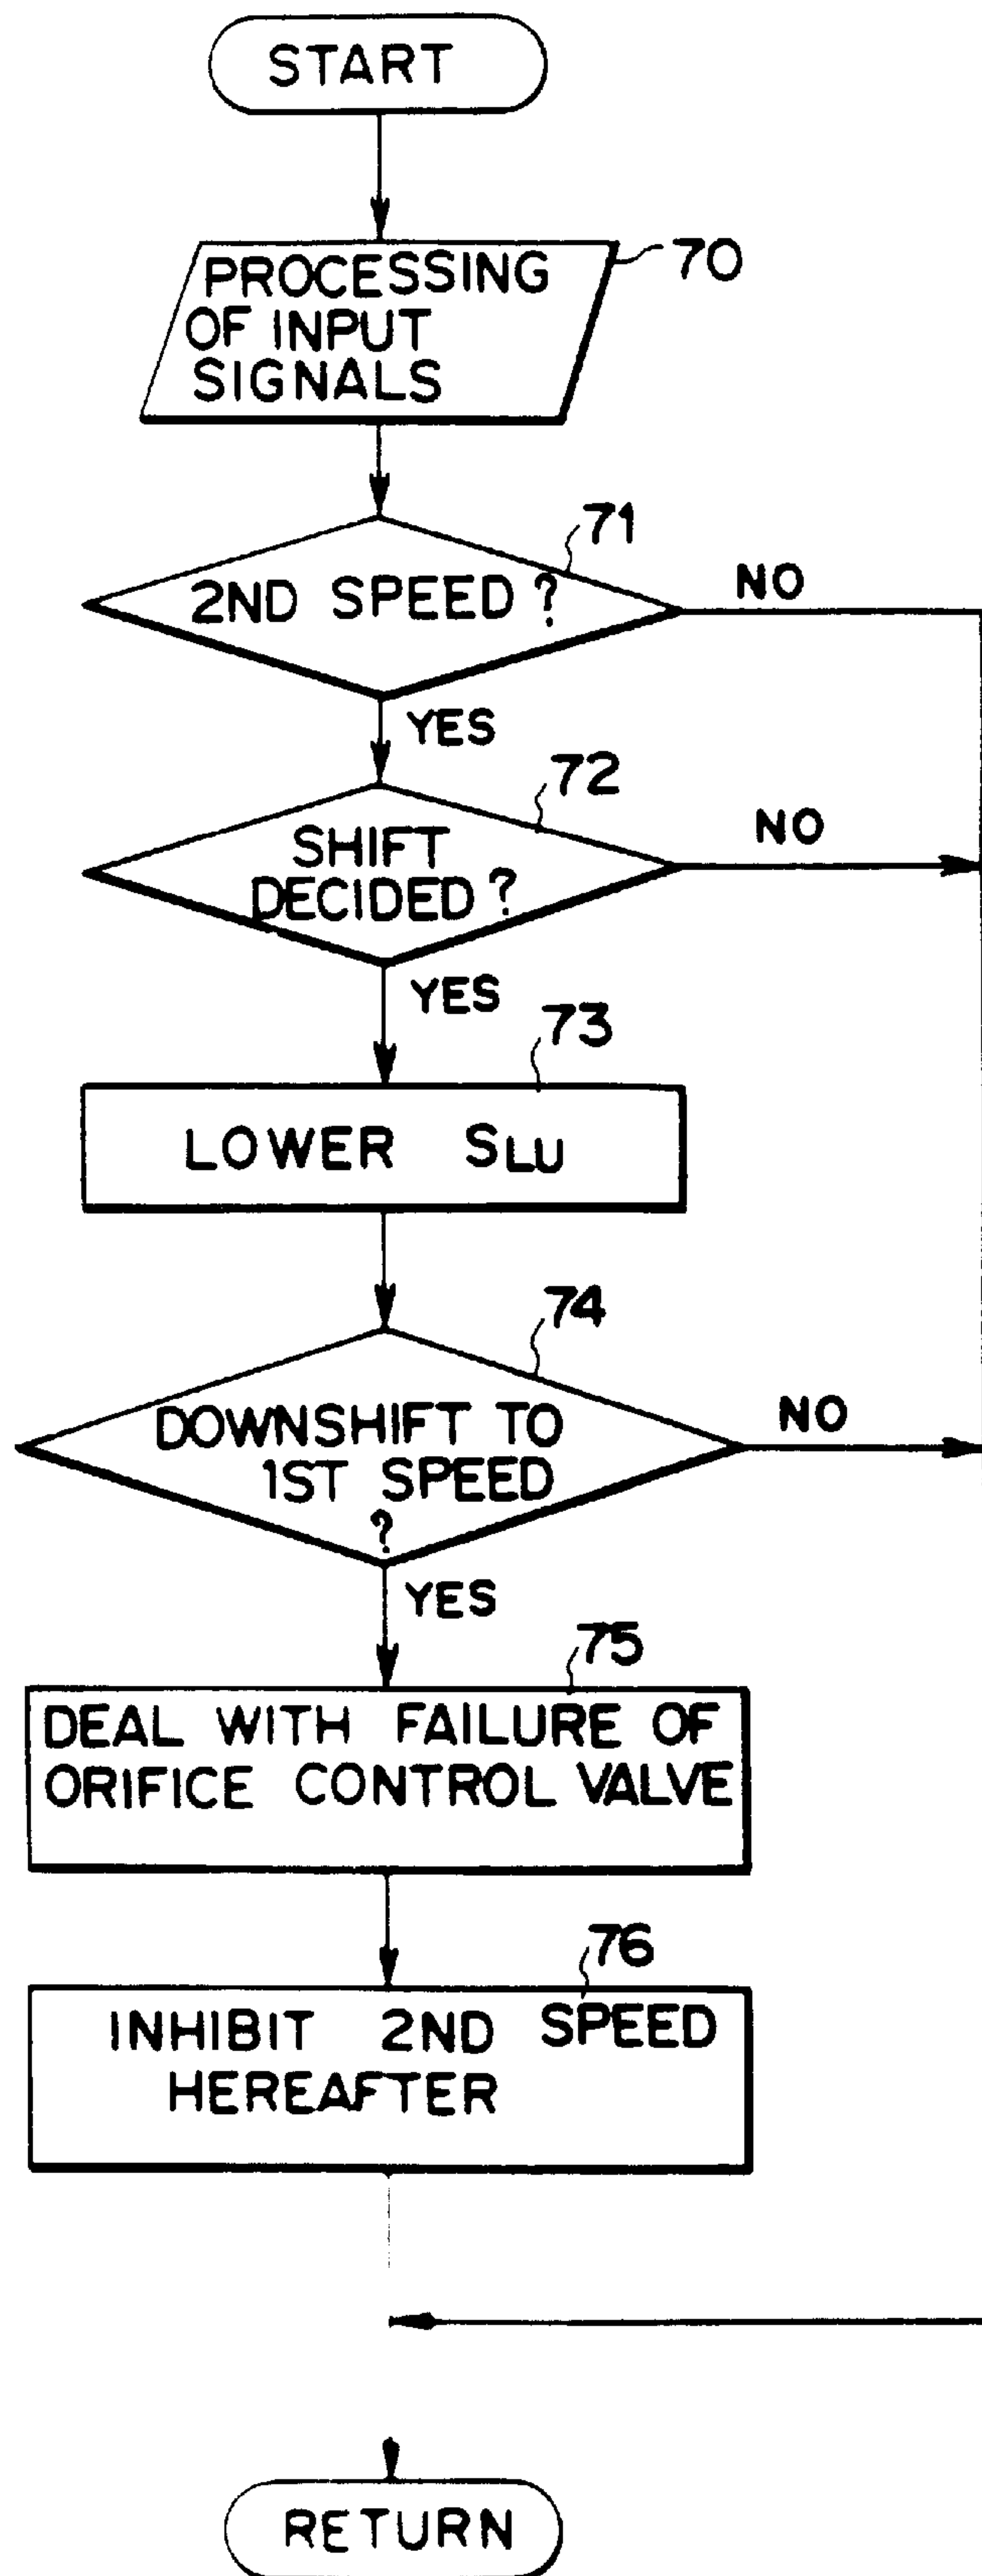 START
70
PROCESSING
OF INPUT
SIGNALS
71
2ND SPEED ?
NO
YES
72
SHIFT
DECIDED ?
NO
YES
73
LOWER SLU
74
DOWNSHIFT TO
1ST SPEED
?
NO
YES
75
DEAL WITH FAILURE OF
ORIFICE CONTROL VALVE
76
INHIBIT 2ND SPEED
HEREAFTER
RETURN